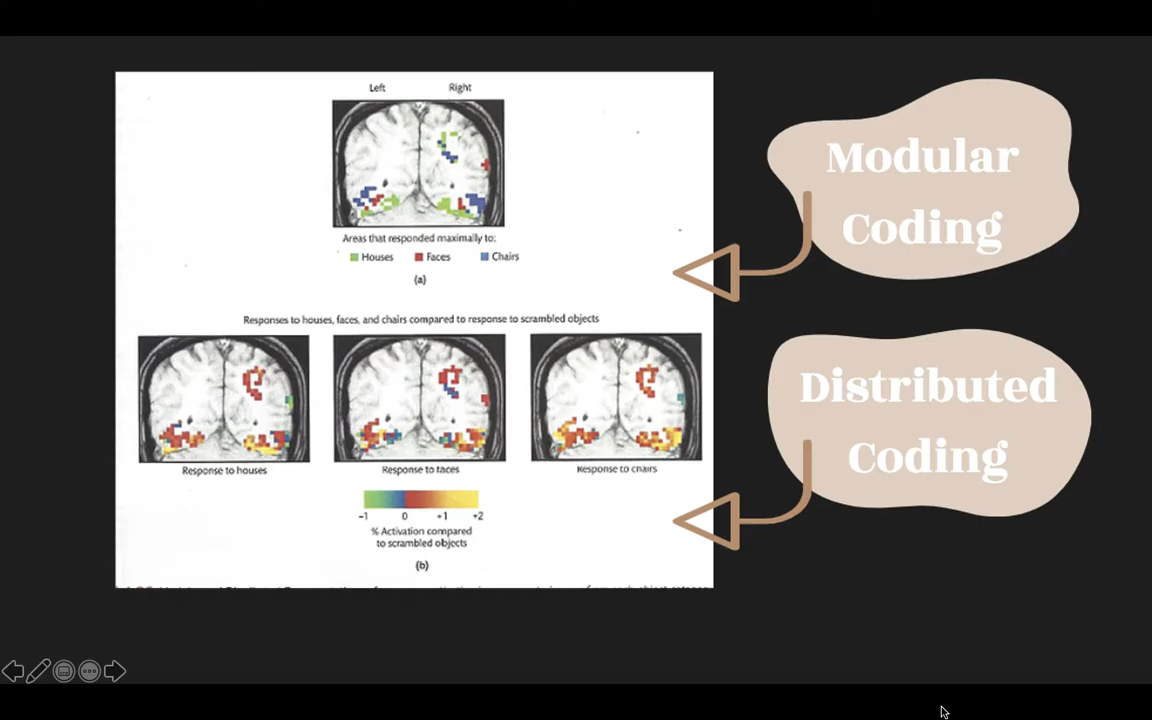 Left Right
Areas that responded maximally to:
Houses Faces Chairs
(a)
Responses to houses, faces, and chairs compared to response to scrambled objects
Response to houses Response to faces Response to chairs
-1 0 +1 +2
% Activation compared
to scrambled objects
(b)
Modular
Coding
Distributed
Coding